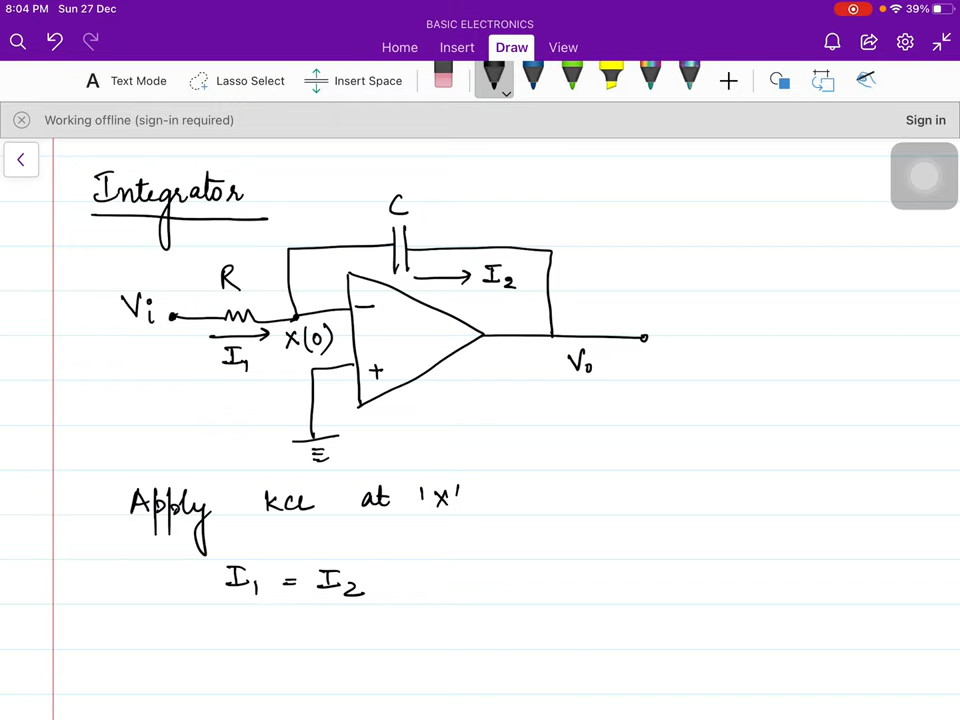 8:04 PM Sun 27 Dec
39%
BASIC ELECTRONICS
Home Insert Draw View
Text Mode Lasso Select Insert Space
Working offline (sign-in required) Sign in
Integrator
C
R
I2
Vi
-
X(0)
I1
+
Vo
Apply KCL at 'X'
I1 = I2